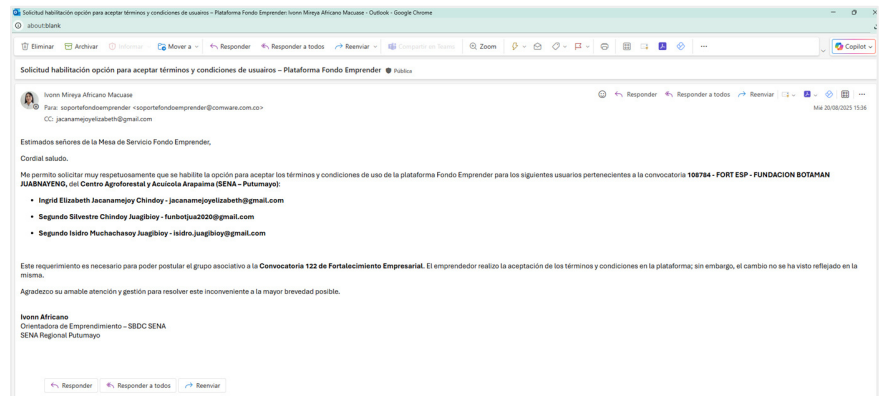 Solicitud habilitación opción para aceptar términos y condiciones de usuairos – Plataforma Fondo Emprender: Ivonn Mireya Africano Macuase - Outlook - Google Chrome
about:blank
Eliminar Archivar Informar Mover a Responder Responder a todos Reenviar Compartir en Teams Zoom Copilot
Solicitud habilitación opción para aceptar términos y condiciones de usuairos – Plataforma Fondo Emprender Pública
Ivonn Mireya Africano Macuase Responder Responder a todos Reenviar
Para: soportefondoemprender <soportefondoemprender@comware.com.co> Mié 20/08/2025 15:36
CC: jacanamejoyelizabeth@gmail.com
Estimados señores de la Mesa de Servicio Fondo Emprender,
Cordial saludo.
Me permito solicitar muy respetuosamente que se habilite la opción para aceptar los términos y condiciones de uso de la plataforma Fondo Emprender para los siguientes usuarios pertenecientes a la convocatoria 108784 - FORT ESP - FUNDACION BOTAMAN
JUABNAYENG, del Centro Agroforestal y Acuícola Arapaima (SENA – Putumayo):
• Ingrid Elizabeth Jacanamejoy Chindoy - jacanamejoyelizabeth@gmail.com
• Segundo Silvestre Chindoy Juagibioy - funbotjua2020@gmail.com
• Segundo Isidro Muchachasoy Juagibioy - isidro.juagibioy@gmail.com
Este requerimiento es necesario para poder postular el grupo asociativo a la Convocatoria 122 de Fortalecimiento Empresarial. El emprendedor realizo la aceptación de los términos y condiciones en la plataforma; sin embargo, el cambio no se ha visto reflejado en la
misma.
Agradezco su amable atención y gestión para resolver este inconveniente a la mayor brevedad posible.
Ivonn Africano
Orientadora de Emprendimiento – SBDC SENA
SENA Regional Putumayo
Responder Responder a todos Reenviar